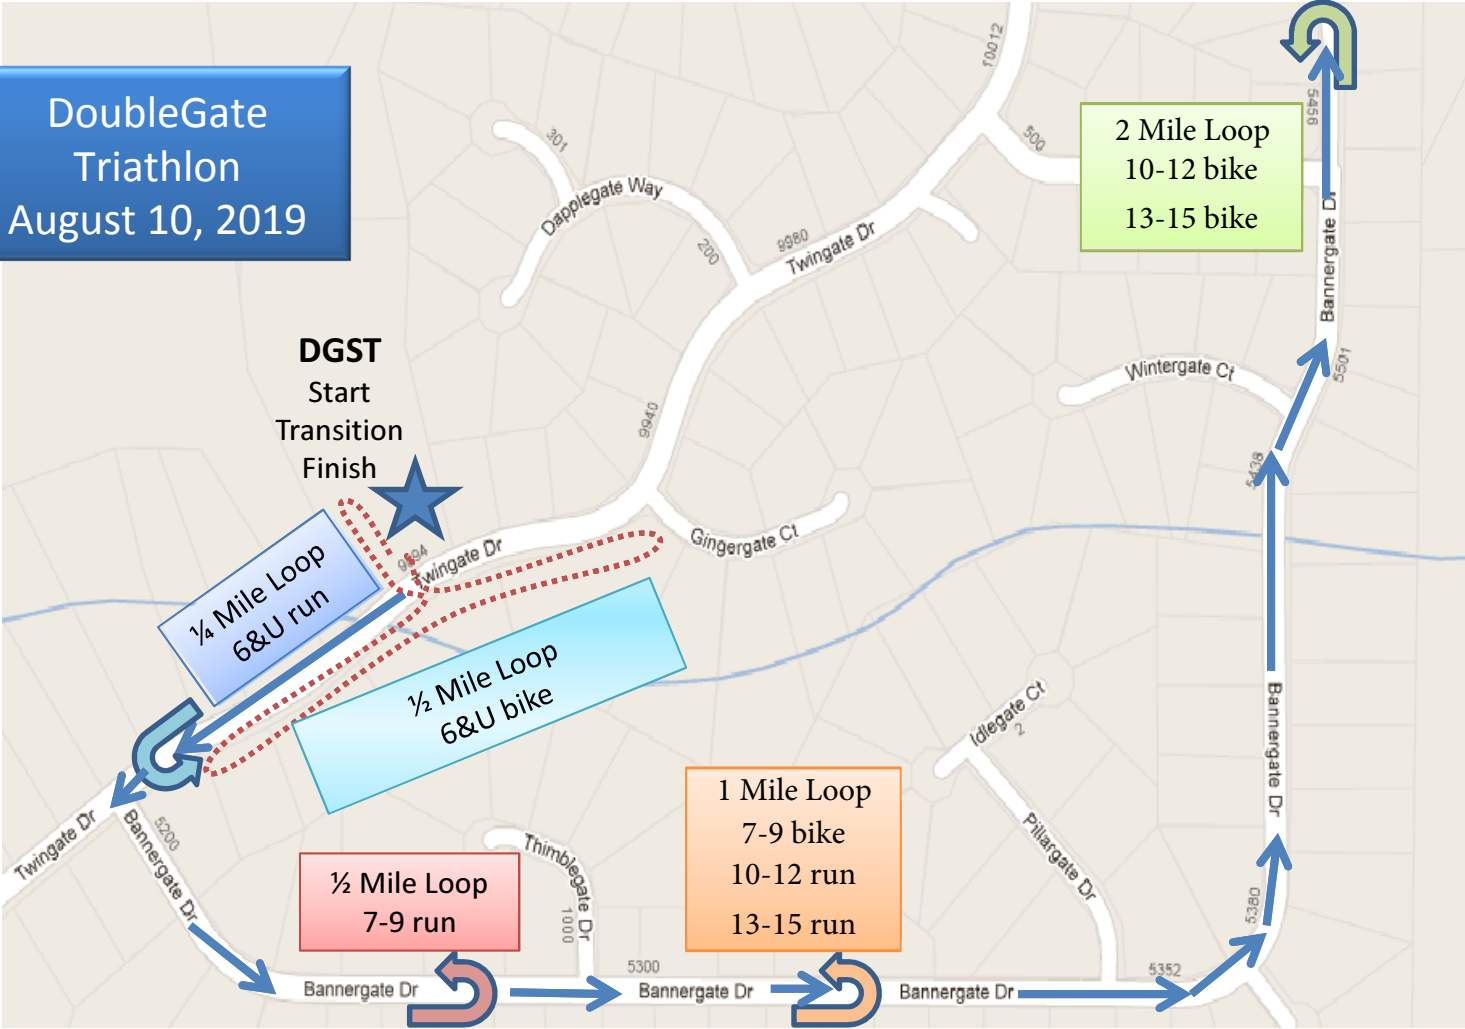 DoubleGate
Triathlon
August 10, 2019
10012
5456
2 Mile Loop
10-12 bike
13-15 bike
301
500
Dapplegate Way
200
9980
Twingate Dr
Bannergate Dr
DGST
Start
Transition
Finish
Wintergate Ct
5501
9940
5438
Gingergate Ct
Twingate Dr
¼ Mile Loop
6&U run
½ Mile Loop
6&U bike
Idlegate Ct
2
Bannergate Dr
Twingate Dr
Bannergate Dr
5200
Thimblegate Dr
1000
Pillargate Dr
½ Mile Loop
7-9 run
1 Mile Loop
7-9 bike
10-12 run
13-15 run
5380
5300
5352
Bannergate Dr
Bannergate Dr
Bannergate Dr